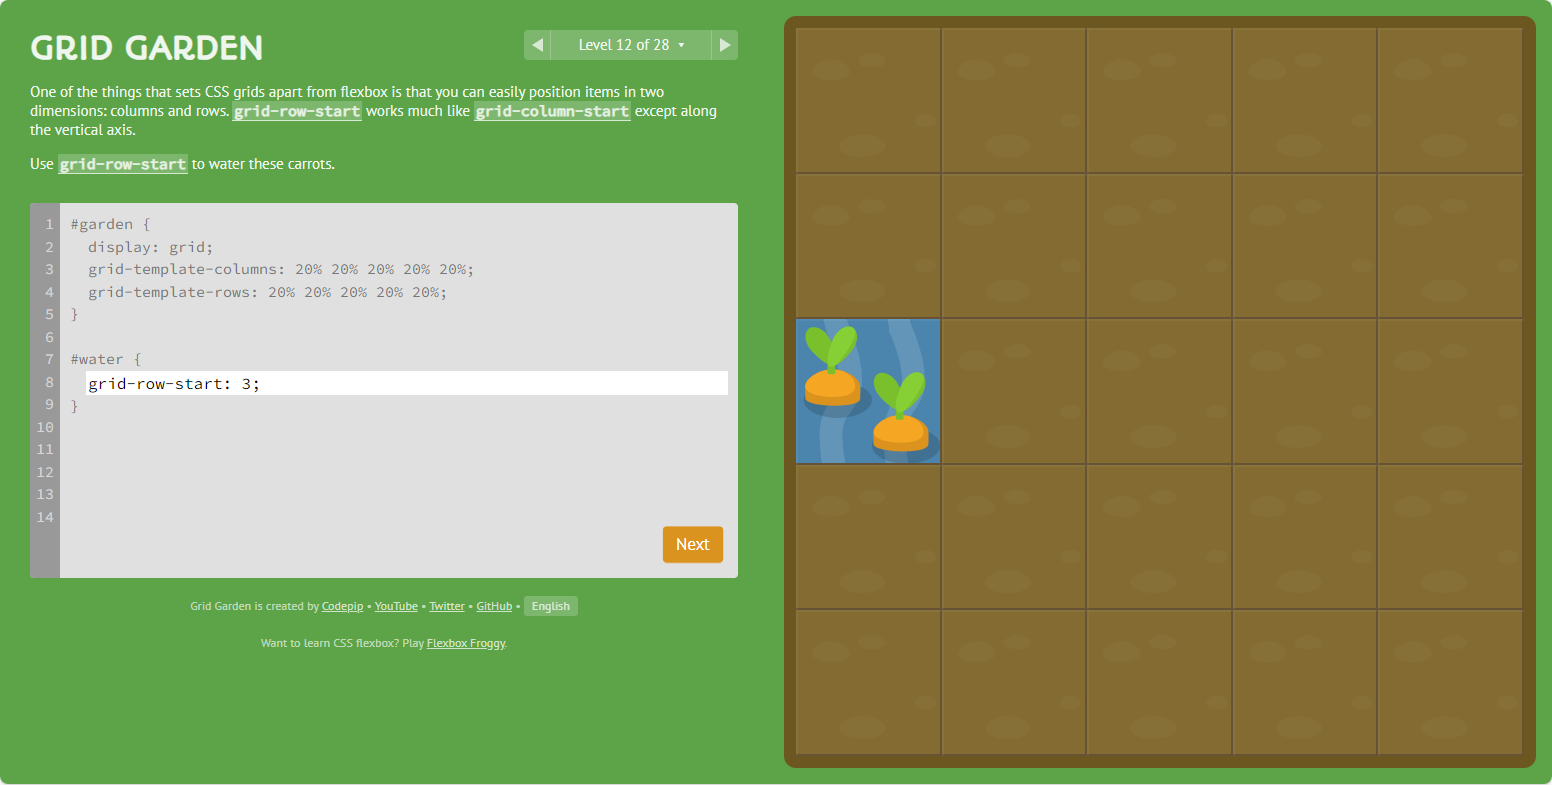 GRID GARDEN
◀ Level 12 of 28 ▾ ▶
One of the things that sets CSS grids apart from flexbox is that you can easily position items in two
dimensions: columns and rows. grid-row-start works much like grid-column-start except along
the vertical axis.
Use grid-row-start to water these carrots.
1 #garden {
2   display: grid;
3   grid-template-columns: 20% 20% 20% 20% 20%;
4   grid-template-rows: 20% 20% 20% 20% 20%;
5 }
6
7 #water {
8   grid-row-start: 3;
9 }
10
11
12
13
14
Next
Grid Garden is created by Codepip • YouTube • Twitter • GitHub • English
Want to learn CSS flexbox? Play Flexbox Froggy.